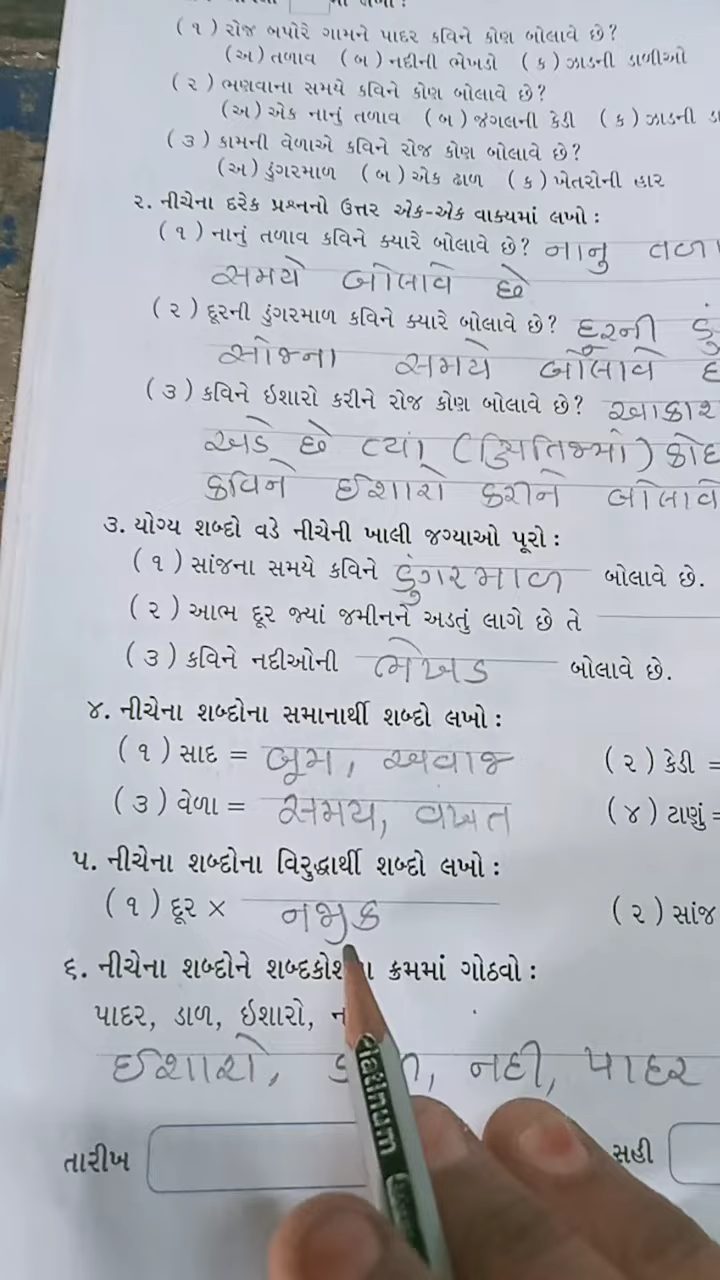 (૧) રોજ બપોરે ગામને પાદર કવિને કોણ બોલાવે છે?
(અ) તળાવ (બ) નદીની ભેખડો (ક) ઝાડની ડાળીઓ
(૨) ભણવાના સમયે કવિને કોણ બોલાવે છે?
(અ) એક નાનું તળાવ (બ) જંગલની કેડી (ક) ઝાડની
(૩) કામની વેળાએ કવિને રોજ કોણ બોલાવે છે?
(અ) ડુંગરમાળ (બ) એક ઢાળ (ક) ખેતરોની હાર
૨. નીચેના દરેક પ્રશ્નનો ઉત્તર એક-એક વાક્યમાં લખો :
(૧) નાનું તળાવ કવિને ક્યારે બોલાવે છે? નાનુ
સમયે બોલાવે છે
(૨) દૂરની ડુંગરમાળ કવિને ક્યારે બોલાવે છે? દૂરની
સાંજના સમયે બોલાવે
(૩) કવિને ઇશારો કરીને રોજ કોણ બોલાવે છે?
અડે છે ત્યાં
કવિને ઈશારો કરીને બોલાવે
૩. યોગ્ય શબ્દો વડે નીચેની ખાલી જગ્યાઓ પૂરો :
(૧) સાંજના સમયે કવિને ડુંગરમાળ બોલાવે છે.
(૨) આભ દૂર જ્યાં જમીનને અડતું લાગે છે તે
(૩) કવિને નદીઓની ભેખડ બોલાવે છે.
૪. નીચેના શબ્દોના સમાનાર્થી શબ્દો લખો :
(૧) સાદ = બૂમ, અવાજ (૨) કેડી =
(૩) વેળા = સમય, વખત (૪) ટાણું =
૫. નીચેના શબ્દોના વિરુદ્ધાર્થી શબ્દો લખો :
(૧) દૂર × નજીક (૨) સાંજ
૬. નીચેના શબ્દોને ક્રમમાં ગોઠવો :
પાદર, ડાળ, ઇશારો,
ઈશારો, નદી, પાદર
તારીખ સહી
Platinum